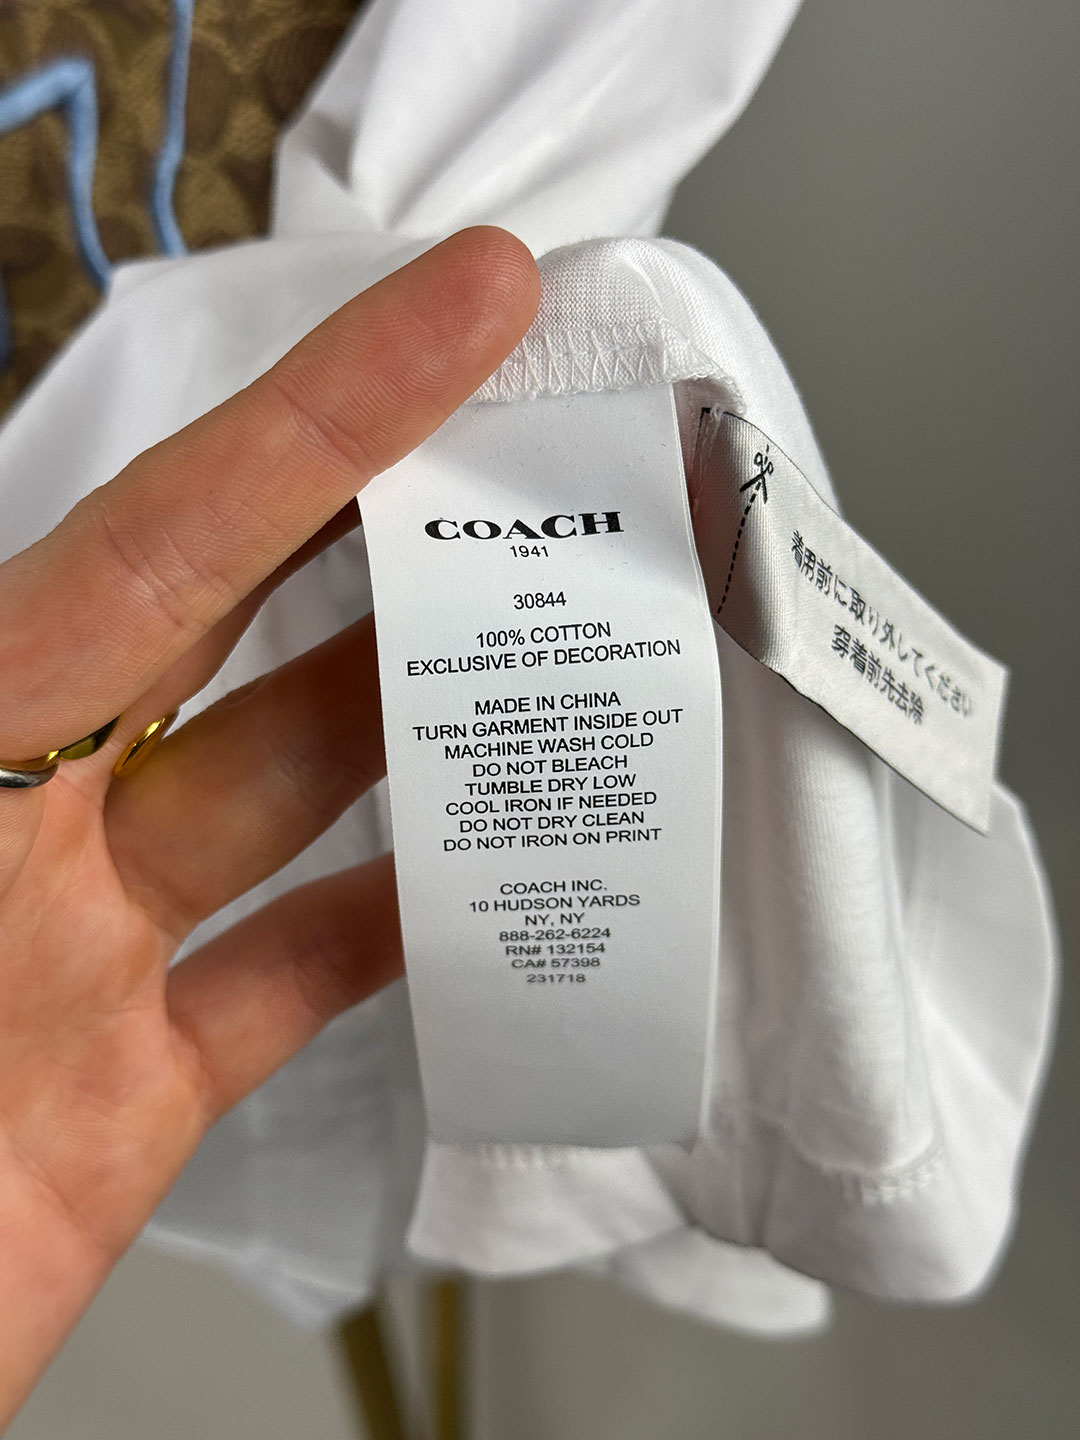 COACH
1941
30844
100% COTTON
EXCLUSIVE OF DECORATION
MADE IN CHINA
TURN GARMENT INSIDE OUT
MACHINE WASH COLD
DO NOT BLEACH
TUMBLE DRY LOW
COOL IRON IF NEEDED
DO NOT DRY CLEAN
DO NOT IRON ON PRINT
COACH INC.
10 HUDSON YARDS
NY, NY
888-262-6224
RN# 132154
CA# 57398
231718
着用前に取り外してください
穿着前先去除